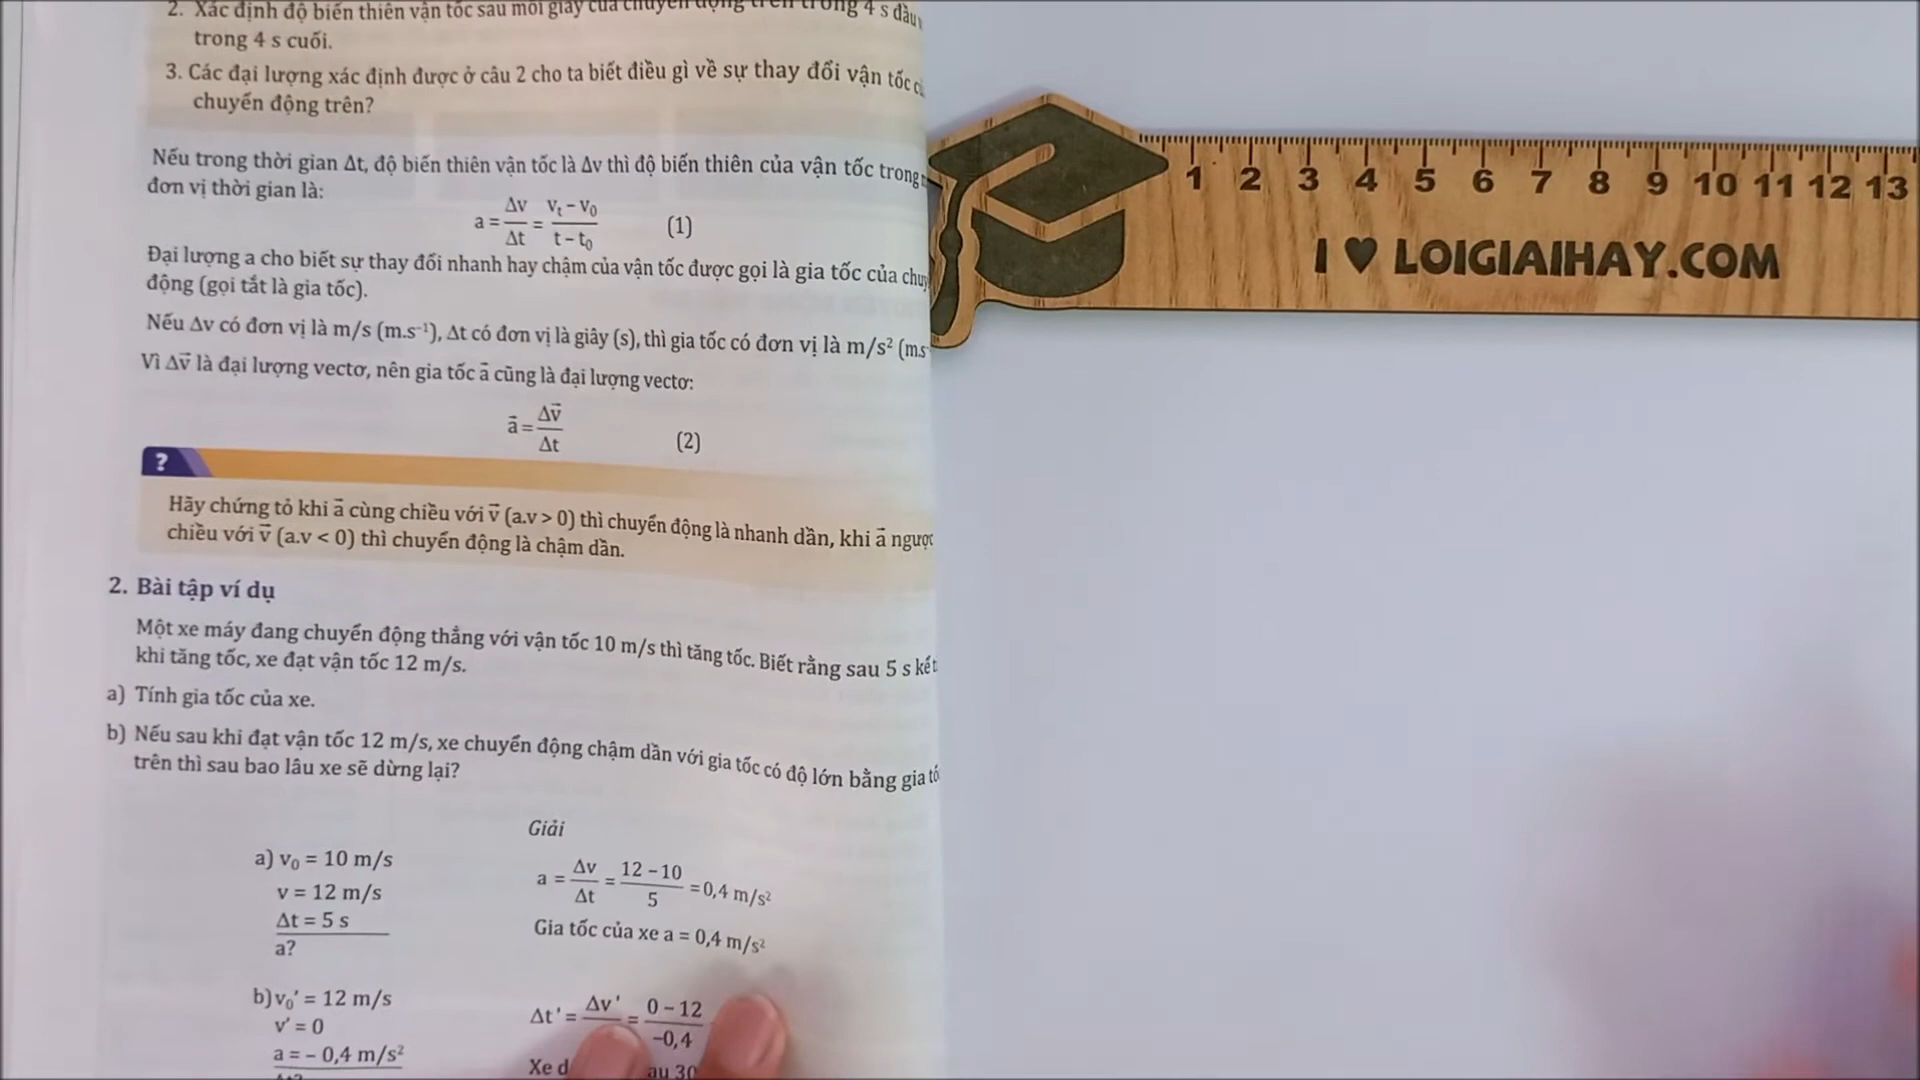 2. Xác định độ biến thiên vận tốc sau mỗi giây của chuyển động trên trong 4 s đầu
trong 4 s cuối.
3. Các đại lượng xác định được ở câu 2 cho ta biết điều gì về sự thay đổi vận tốc
chuyển động trên?
Nếu trong thời gian Δt, độ biến thiên vận tốc là Δv thì độ biến thiên của vận tốc trong
đơn vị thời gian là:
a = Δv/Δt = (vₜ − v₀)/(t − t₀) (1)
Đại lượng a cho biết sự thay đổi nhanh hay chậm của vận tốc được gọi là gia tốc của
động (gọi tắt là gia tốc).
Nếu Δv có đơn vị là m/s (m.s⁻¹), Δt có đơn vị là giây (s), thì gia tốc có đơn vị là m/s² (m.s
Vì Δv⃗ là đại lượng vectơ, nên gia tốc a⃗ cũng là đại lượng vectơ:
a⃗ = Δv⃗/Δt (2)
?
Hãy chứng tỏ khi a⃗ cùng chiều với v⃗ (a.v > 0) thì chuyển động là nhanh dần, khi a⃗ ngược
chiều với v⃗ (a.v < 0) thì chuyển động là chậm dần.
2. Bài tập ví dụ
Một xe máy đang chuyển động thẳng với vận tốc 10 m/s thì tăng tốc. Biết rằng sau 5 s kể
khi tăng tốc, xe đạt vận tốc 12 m/s.
a) Tính gia tốc của xe.
b) Nếu sau khi đạt vận tốc 12 m/s, xe chuyển động chậm dần với gia tốc có độ lớn bằng gia
trên thì sau bao lâu xe sẽ dừng lại?
Giải
a) v₀ = 10 m/s
v = 12 m/s
Δt = 5 s
a?
a = Δv/Δt = (12 − 10)/5 = 0,4 m/s²
Gia tốc của xe a = 0,4 m/s²
b) v₀' = 12 m/s
v' = 0
a = − 0,4 m/s²
Δt' = Δv'/ = (0 − 12)/−0,4
Xe
30
1 2 3 4 5 6 7 8 9 10 11 12 13
I ♥ LOIGIAIHAY.COM